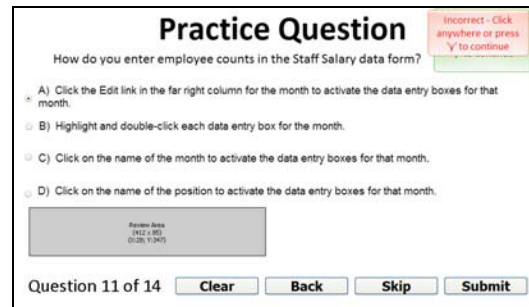 Practice Question
Incorrect - Click
anywhere or press
'y' to continue
How do you enter employee counts in the Staff Salary data form?
A) Click the Edit link in the far right column for the month to activate the data entry boxes for that
month.
B) Highlight and double-click each data entry box for the month.
C) Click on the name of the month to activate the data entry boxes for that month.
D) Click on the name of the position to activate the data entry boxes for that month.
Review Area
(412 x 85)
(X:28; Y:347)
Question 11 of 14
Clear
Back
Skip
Submit